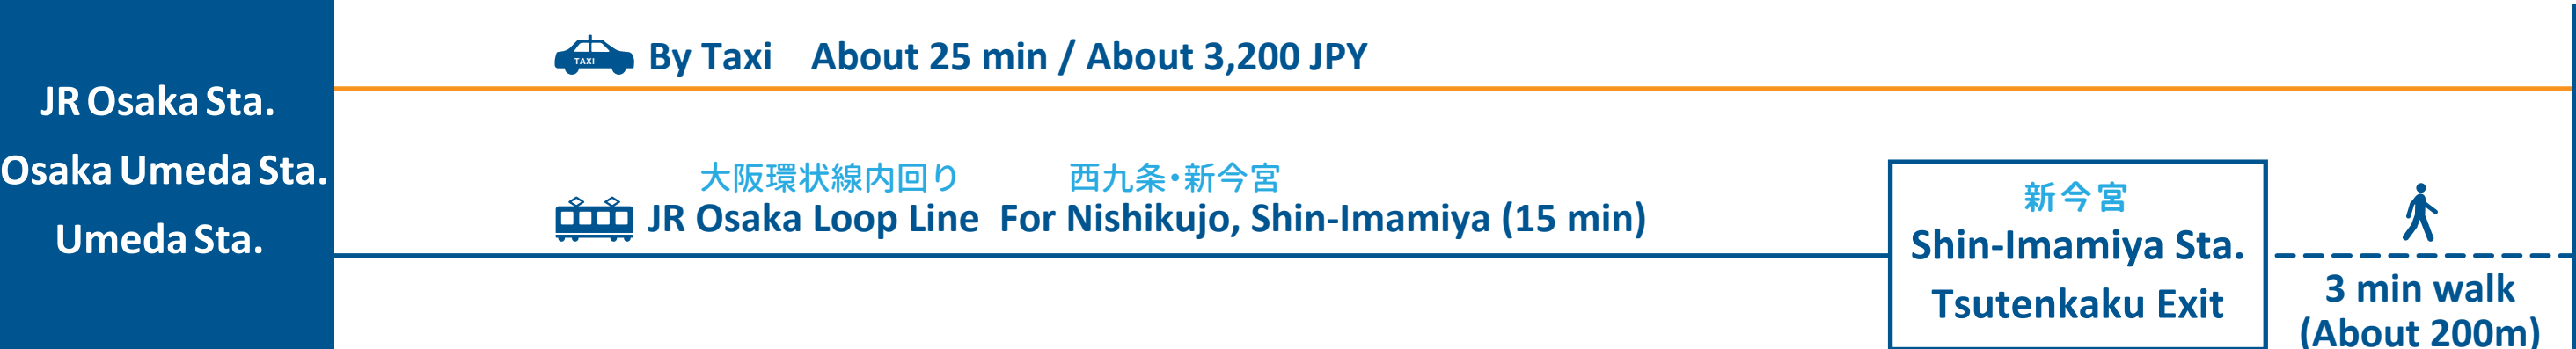 JR Osaka Sta.
Osaka Umeda Sta.
Umeda Sta.
TAXI
By Taxi About 25 min / About 3,200 JPY
大阪環状線内回り 西九条・新今宮
JR Osaka Loop Line For Nishikujo, Shin-Imamiya (15 min)
新今宮
Shin-Imamiya Sta.
Tsutenkaku Exit
3 min walk
(About 200m)